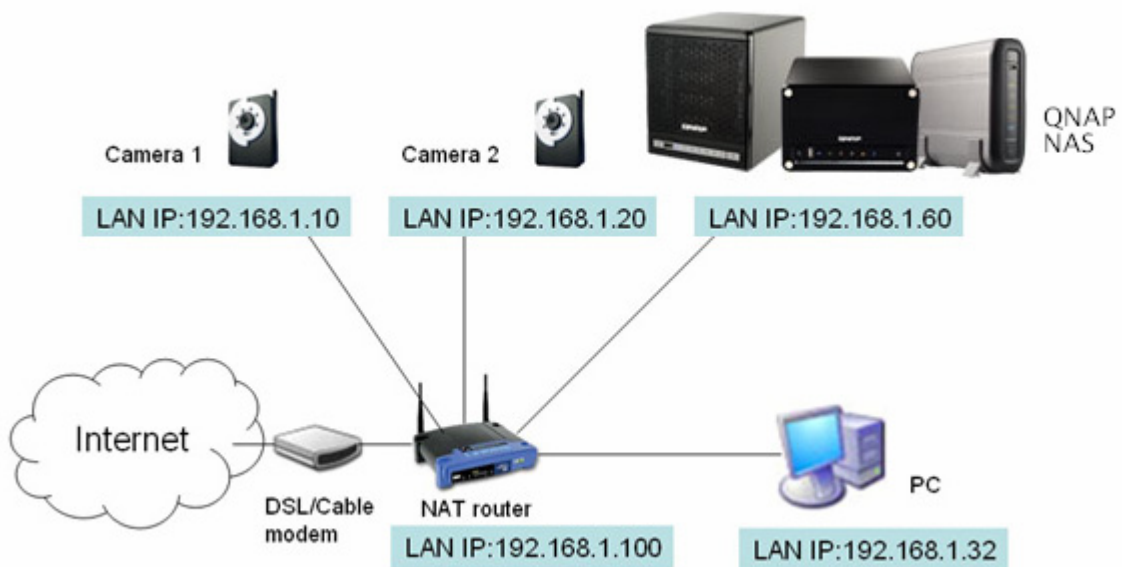 QNAP
NAS
Camera 1
Camera 2
LAN IP:192.168.1.10
LAN IP:192.168.1.20
LAN IP:192.168.1.60
Internet
DSL/Cable
modem
NAT router
PC
LAN IP:192.168.1.100
LAN IP:192.168.1.32